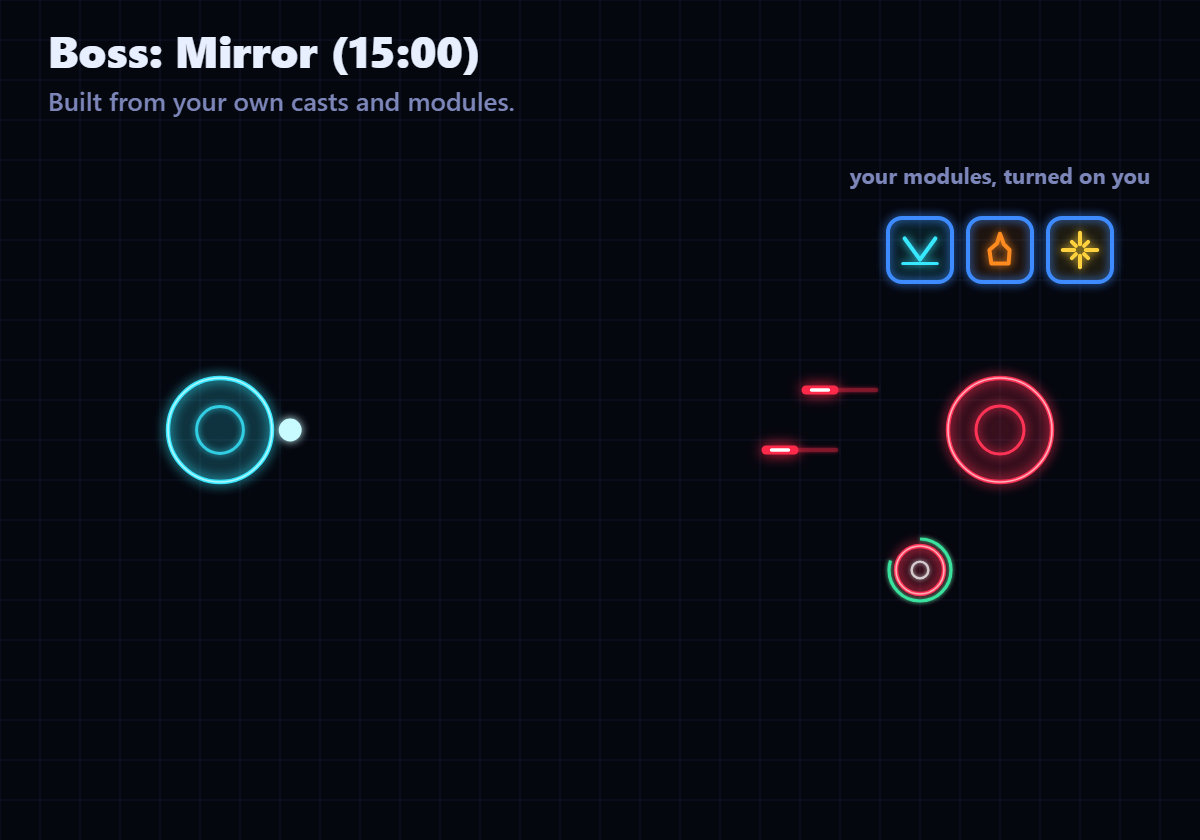 Boss: Mirror (15:00)
Built from your own casts and modules.
your modules, turned on you